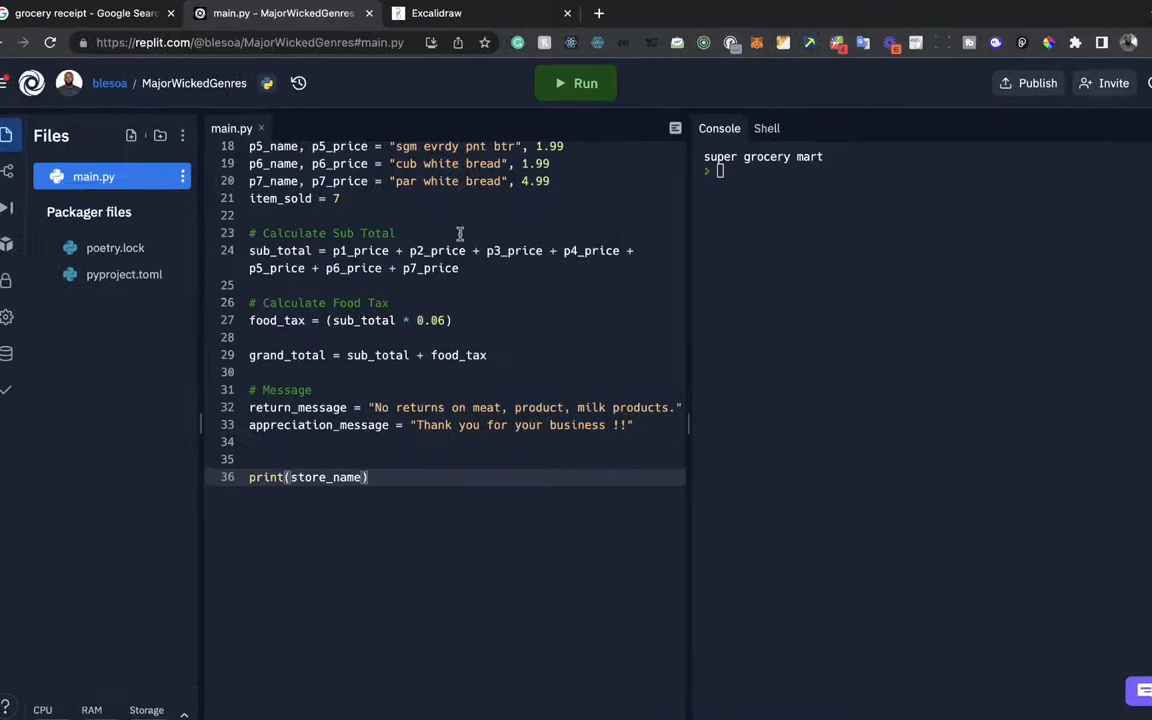 grocery receipt - Google Searc
main.py - MajorWickedGenres
Excalidraw
https://replit.com/@blesoa/MajorWickedGenres#main.py
blesoa / MajorWickedGenres
Run
Publish
Invite
Files
main.py
Packager files
poetry.lock
pyproject.toml
CPU
RAM
Storage
main.py
18 p5_name, p5_price = "sgm evrdy pnt btr", 1.99
19 p6_name, p6_price = "cub white bread", 1.99
20 p7_name, p7_price = "par white bread", 4.99
21 item_sold = 7
22
23 # Calculate Sub Total
24 sub_total = p1_price + p2_price + p3_price + p4_price +
p5_price + p6_price + p7_price
25
26 # Calculate Food Tax
27 food_tax = (sub_total * 0.06)
28
29 grand_total = sub_total + food_tax
30
31 # Message
32 return_message = "No returns on meat, product, milk products."
33 appreciation_message = "Thank you for your business !!"
34
35
36 print(store_name)
Console
Shell
super grocery mart
>